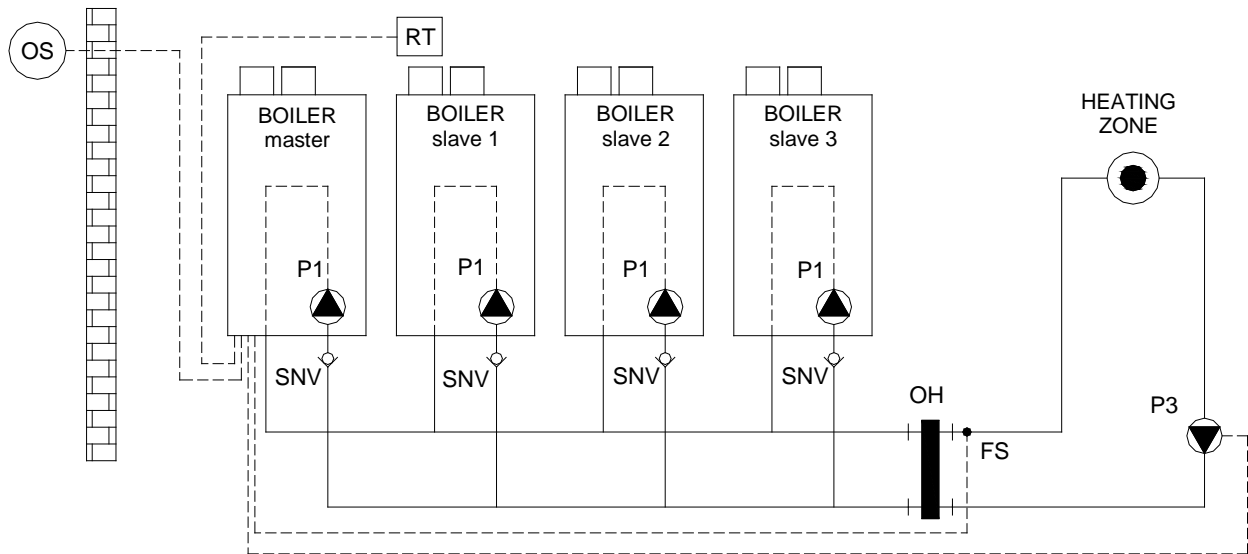 OS
RT
BOILER
master
BOILER
slave 1
BOILER
slave 2
BOILER
slave 3
HEATING
ZONE
P1
P1
P1
P1
SNV
SNV
SNV
SNV
OH
FS
P3